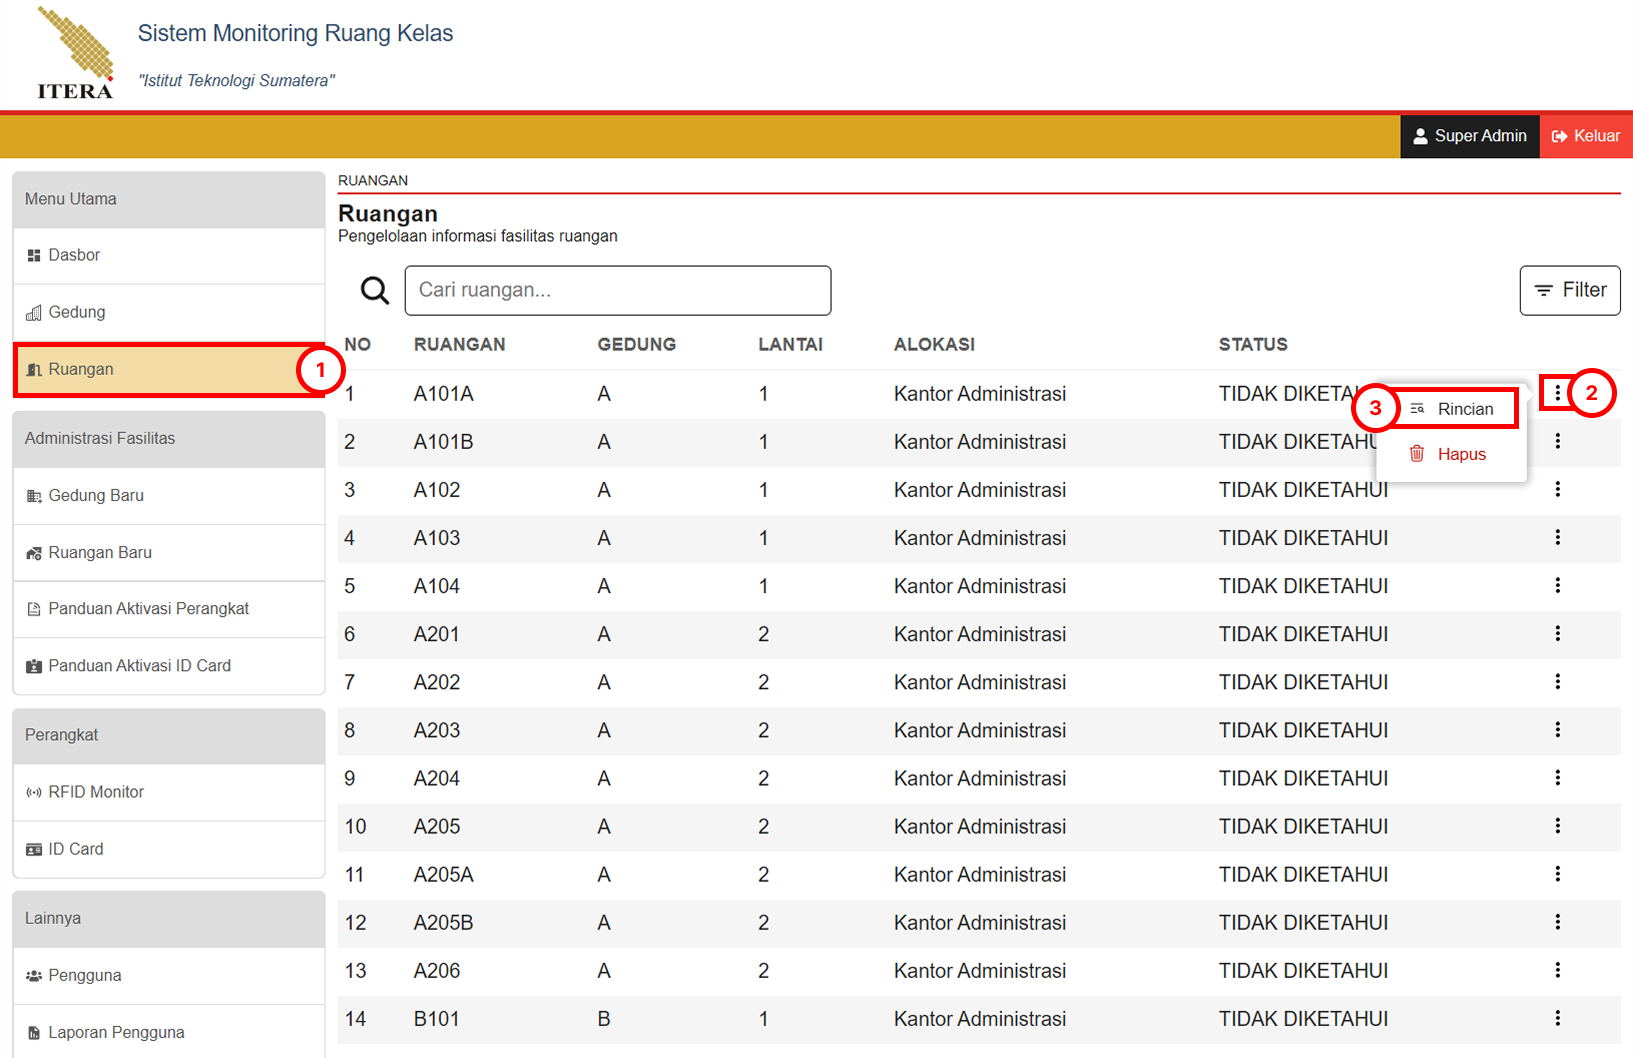 ITERA
Sistem Monitoring Ruang Kelas
"Istitut Teknologi Sumatera"
Super Admin
Keluar
Menu Utama
Dasbor
Gedung
Ruangan
1
Administrasi Fasilitas
Gedung Baru
Ruangan Baru
Panduan Aktivasi Perangkat
Panduan Aktivasi ID Card
Perangkat
RFID Monitor
ID Card
Lainnya
Pengguna
Laporan Pengguna
RUANGAN
Ruangan
Pengelolaan informasi fasilitas ruangan
Cari ruangan...
Filter
NO RUANGAN GEDUNG LANTAI ALOKASI STATUS
1 A101A A 1 Kantor Administrasi TIDAK DIKETAHU
2
3 Rincian
Hapus
2 A101B A 1 Kantor Administrasi TIDAK DIKETAHU
3 A102 A 1 Kantor Administrasi TIDAK DIKETAHUI
4 A103 A 1 Kantor Administrasi TIDAK DIKETAHUI
5 A104 A 1 Kantor Administrasi TIDAK DIKETAHUI
6 A201 A 2 Kantor Administrasi TIDAK DIKETAHUI
7 A202 A 2 Kantor Administrasi TIDAK DIKETAHUI
8 A203 A 2 Kantor Administrasi TIDAK DIKETAHUI
9 A204 A 2 Kantor Administrasi TIDAK DIKETAHUI
10 A205 A 2 Kantor Administrasi TIDAK DIKETAHUI
11 A205A A 2 Kantor Administrasi TIDAK DIKETAHUI
12 A205B A 2 Kantor Administrasi TIDAK DIKETAHUI
13 A206 A 2 Kantor Administrasi TIDAK DIKETAHUI
14 B101 B 1 Kantor Administrasi TIDAK DIKETAHUI